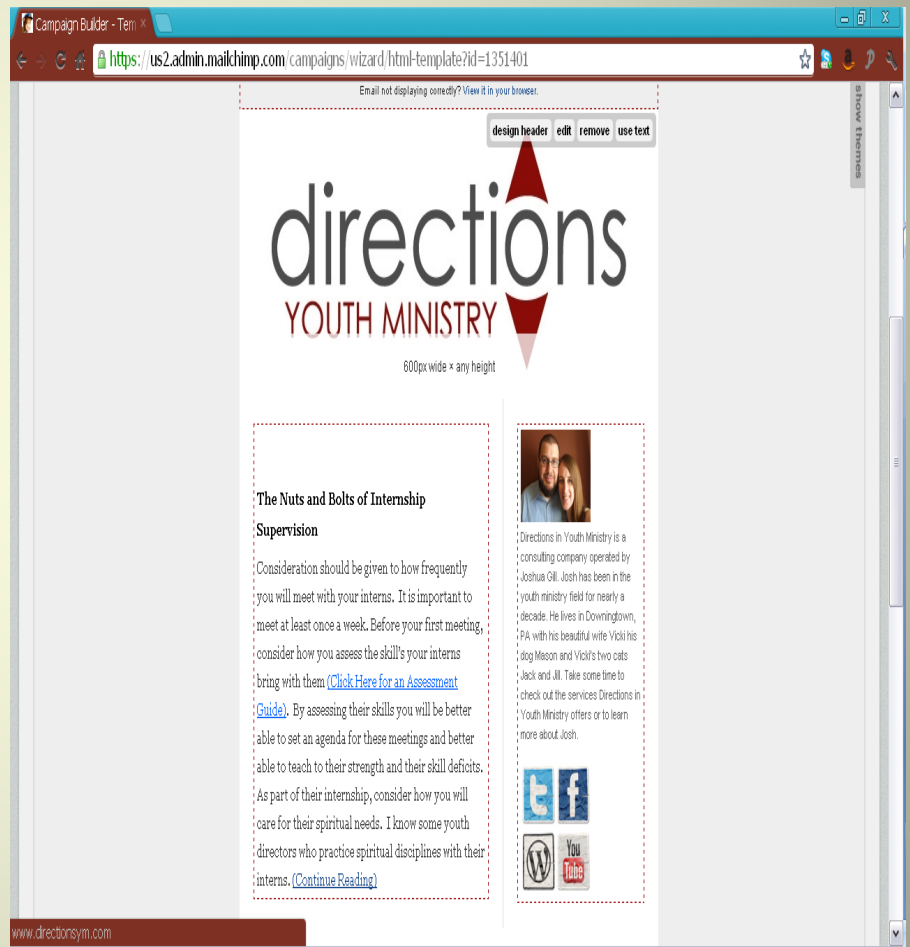 Campaign Builder - Tem
https://us2.admin.mailchimp.com/campaigns/wizard/html-template?id=1351401
Email not displaying correctly? View it in your browser.
show themes
design header edit remove use text
directions
YOUTH MINISTRY
600px wide × any height
The Nuts and Bolts of Internship
Supervision
Consideration should be given to how frequently
you will meet with your interns. It is important to
meet at least once a week. Before your first meeting,
consider how you assess the skill's your interns
bring with them (Click Here for an Assessment
Guide). By assessing their skills you will be better
able to set an agenda for these meetings and better
able to teach to their strength and their skill deficits.
As part of their internship, consider how you will
care for their spiritual needs. I know some youth
directors who practice spiritual disciplines with their
interns. (Continue Reading)
Directions in Youth Ministry is a
consulting company operated by
Joshua Gill. Josh has been in the
youth ministry field for nearly a
decade. He lives in Downingtown,
PA with his beautiful wife Vicki his
dog Mason and Vicki's two cats
Jack and Jill. Take some time to
check out the services Directions in
Youth Ministry offers or to learn
more about Josh.
t f
W You
Tube
www.directionsym.com